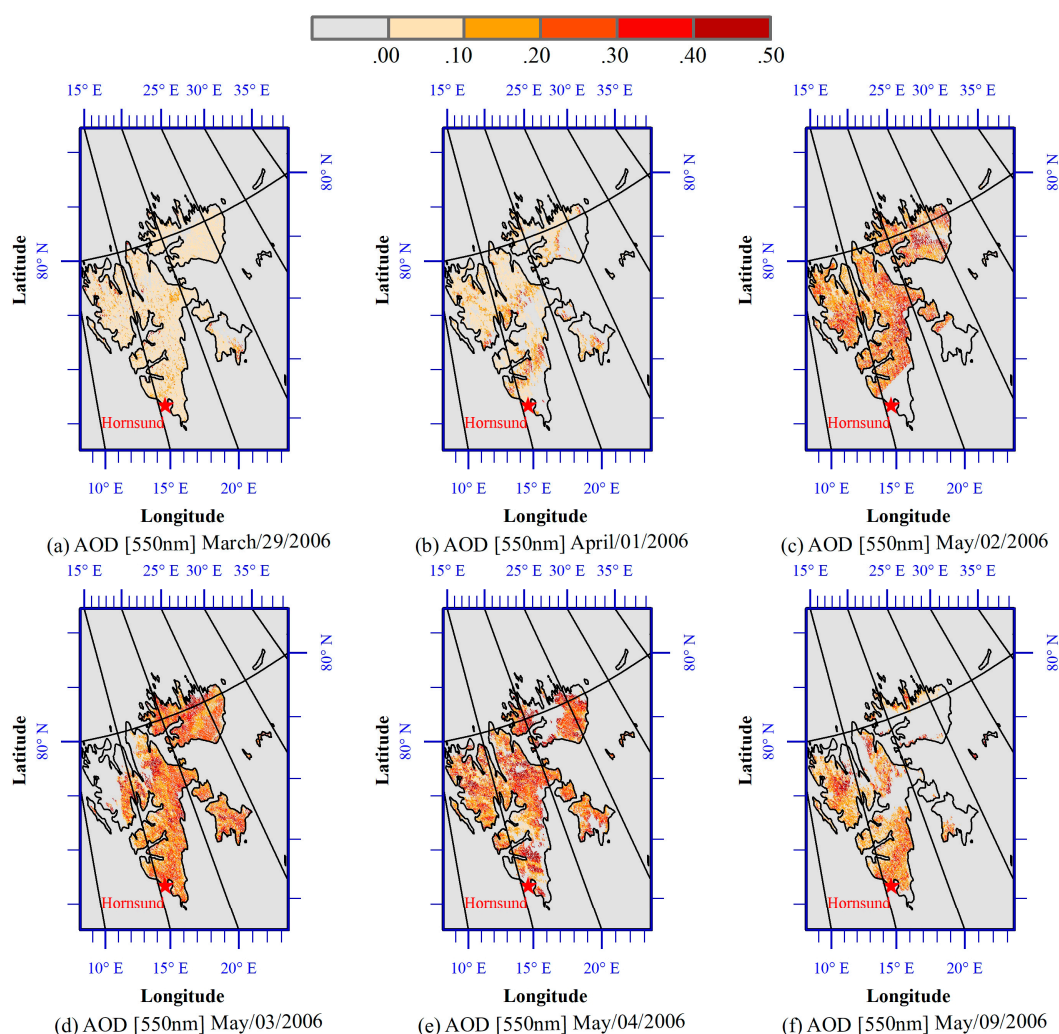 .00 .10 .20 .30 .40 .50
15° E 25° E 30° E 35° E
15° E 25° E 30° E 35° E
15° E 25° E 30° E 35° E
80° N
80° N
80° N
Latitude
80° N
Latitude
80° N
Latitude
80° N
Hornsund
Hornsund
Hornsund
10° E 15° E 20° E
10° E 15° E 20° E
10° E 15° E 20° E
Longitude
Longitude
Longitude
(a) AOD [550nm] March/29/2006
(b) AOD [550nm] April/01/2006
(c) AOD [550nm] May/02/2006
15° E 25° E 30° E 35° E
15° E 25° E 30° E 35° E
15° E 25° E 30° E 35° E
80° N
80° N
80° N
Latitude
80° N
Latitude
80° N
Latitude
80° N
Hornsund
Hornsund
Hornsund
10° E 15° E 20° E
10° E 15° E 20° E
10° E 15° E 20° E
Longitude
Longitude
Longitude
(d) AOD [550nm] May/03/2006
(e) AOD [550nm] May/04/2006
(f) AOD [550nm] May/09/2006